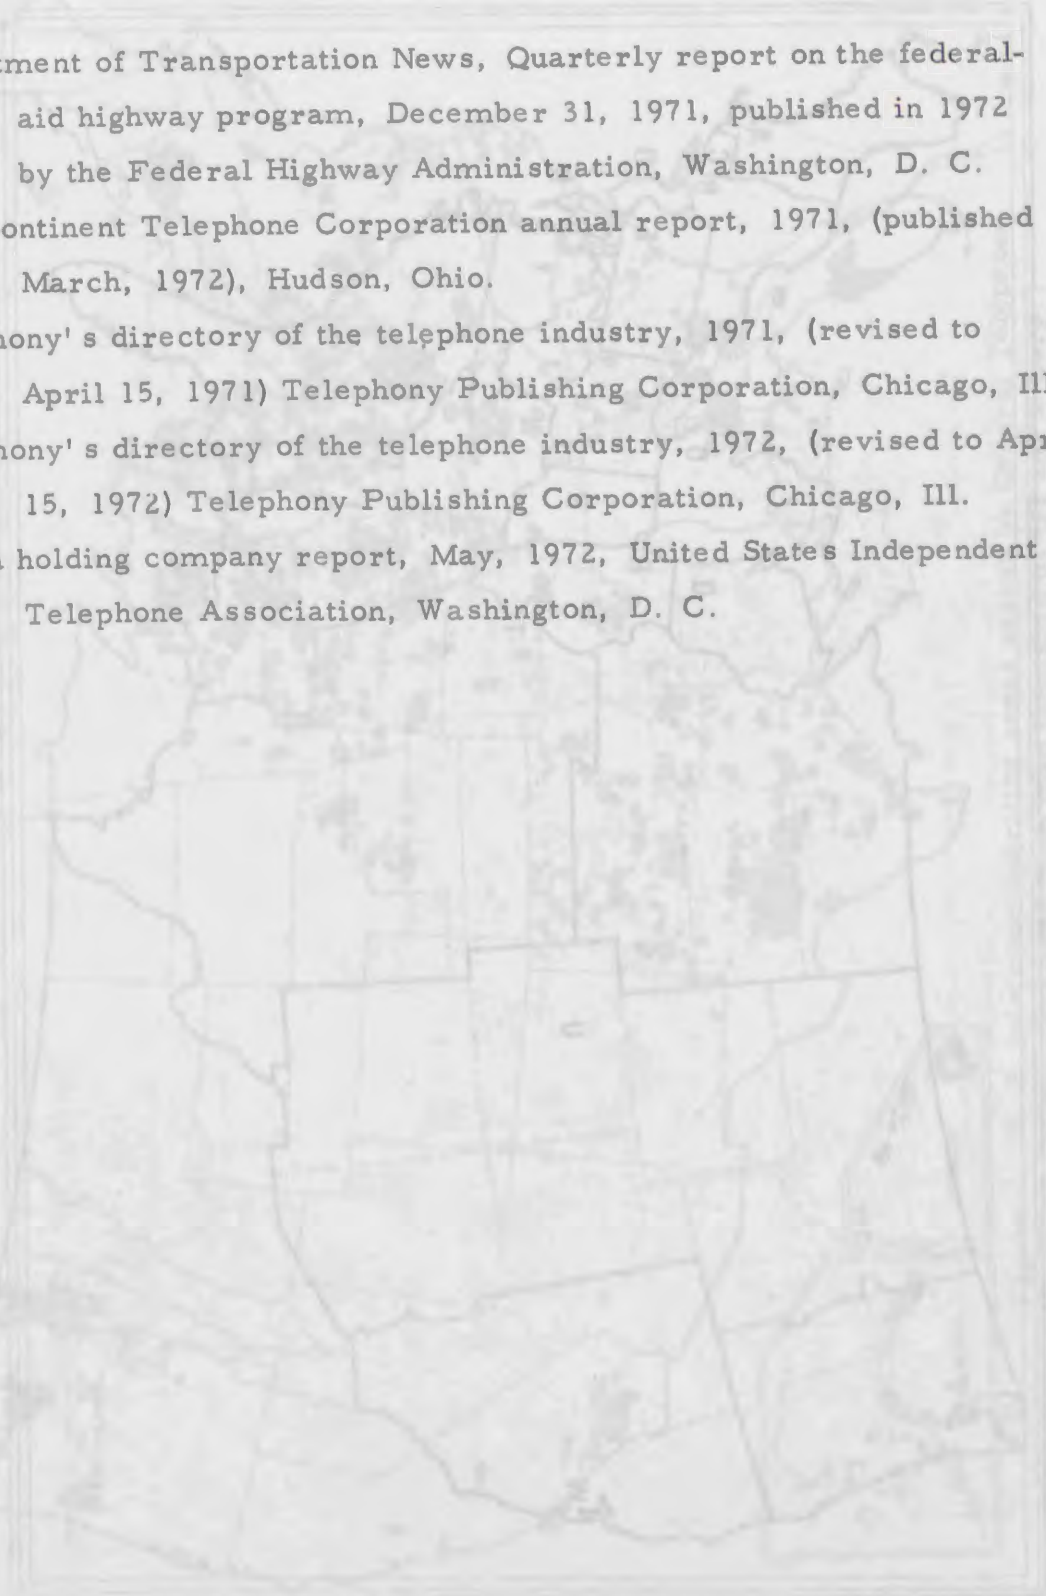 tment of Transportation News, Quarterly report on the federal-
aid highway program, December 31, 1971, published in 1972
by the Federal Highway Administration, Washington, D. C.
ontinent Telephone Corporation annual report, 1971, (published
March, 1972), Hudson, Ohio.
hony's directory of the telephone industry, 1971, (revised to
April 15, 1971) Telephony Publishing Corporation, Chicago, Ill
hony's directory of the telephone industry, 1972, (revised to Apr
15, 1972) Telephony Publishing Corporation, Chicago, Ill.
holding company report, May, 1972, United States Independent
Telephone Association, Washington, D. C.